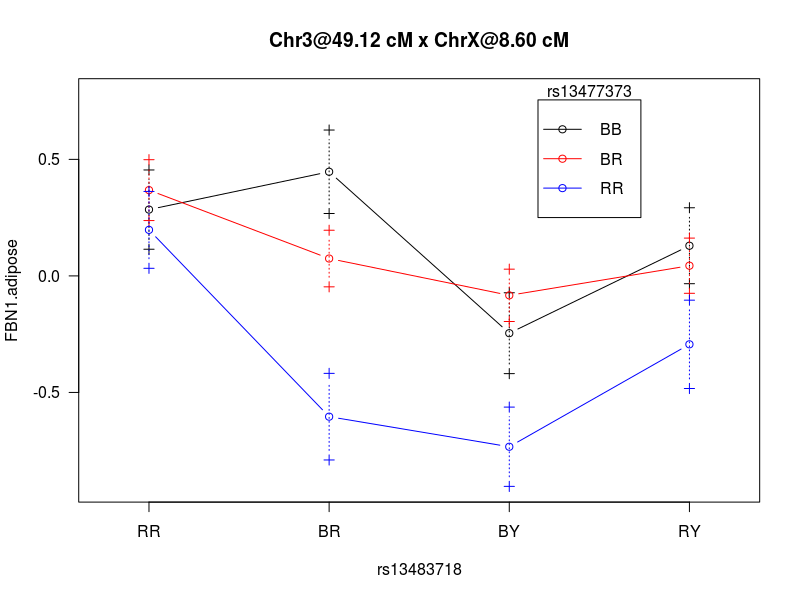 Chr3@49.12 cM x ChrX@8.60 cM
rs13477373
BB
BR
RR
0.5
0.0
-0.5
FBN1.adipose
RR BR BY RY
rs13483718